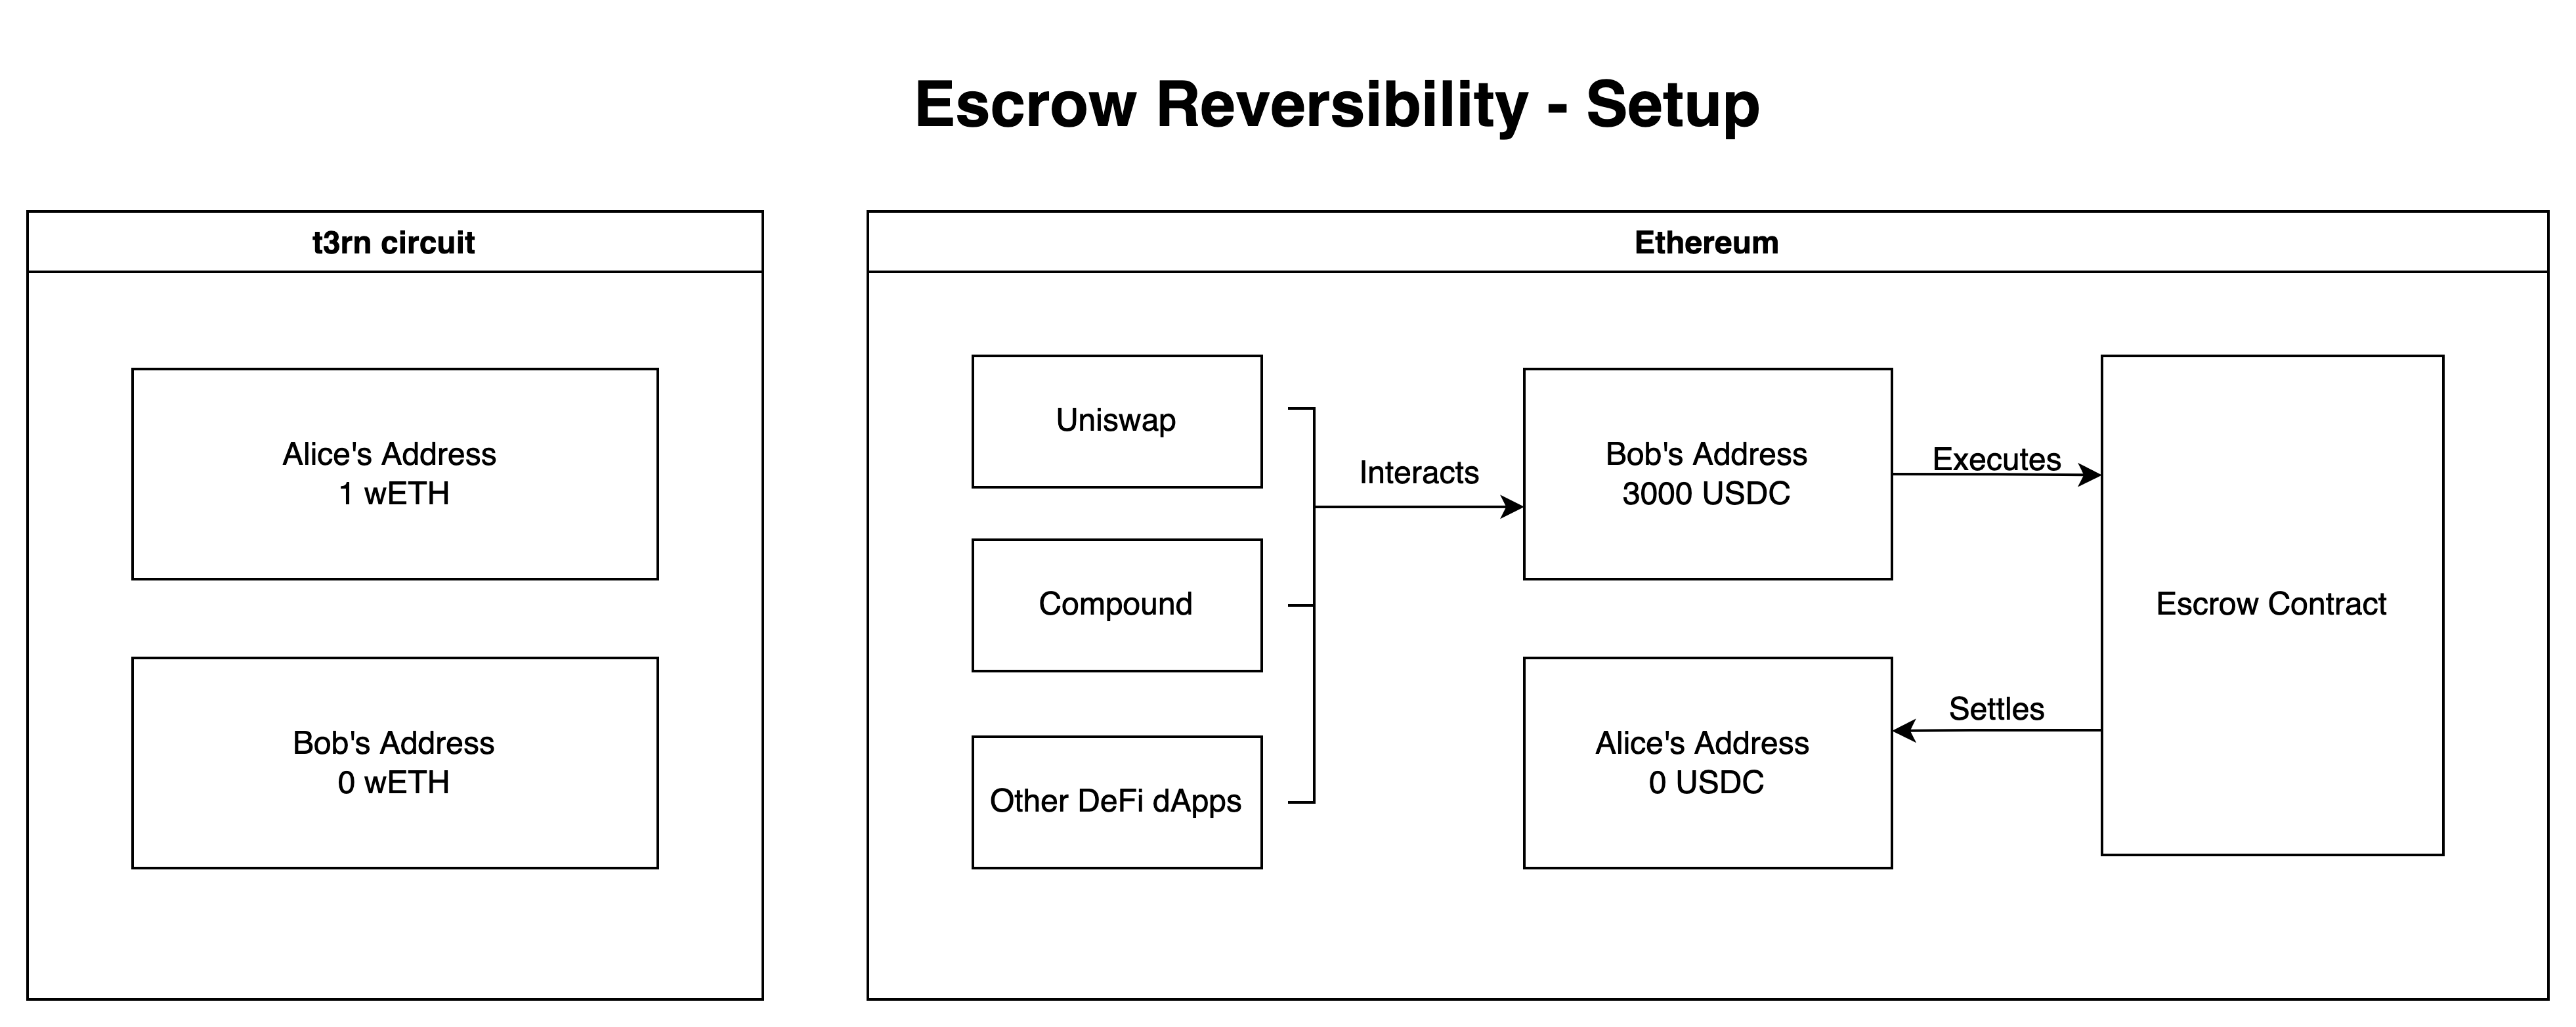 Escrow Reversibility - Setup
t3rn circuit
Alice's Address
1 wETH
Bob's Address
0 wETH
Ethereum
Uniswap
Compound
Other DeFi dApps
Interacts
Bob's Address
3000 USDC
Executes
Alice's Address
0 USDC
Settles
Escrow Contract